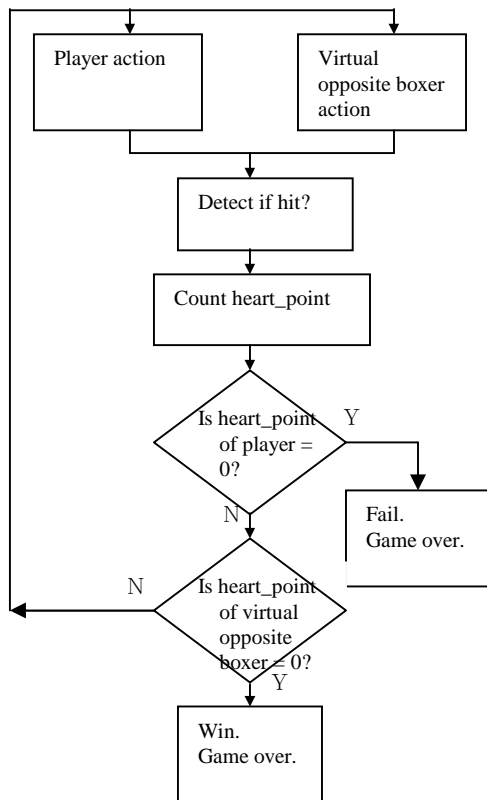 Player action
Virtual
opposite boxer
action
Detect if hit?
Count heart_point
Is heart_point
of player =
0?
Y
N
Fail.
Game over.
N
Is heart_point
of virtual
opposite
boxer = 0?
Y
Win.
Game over.